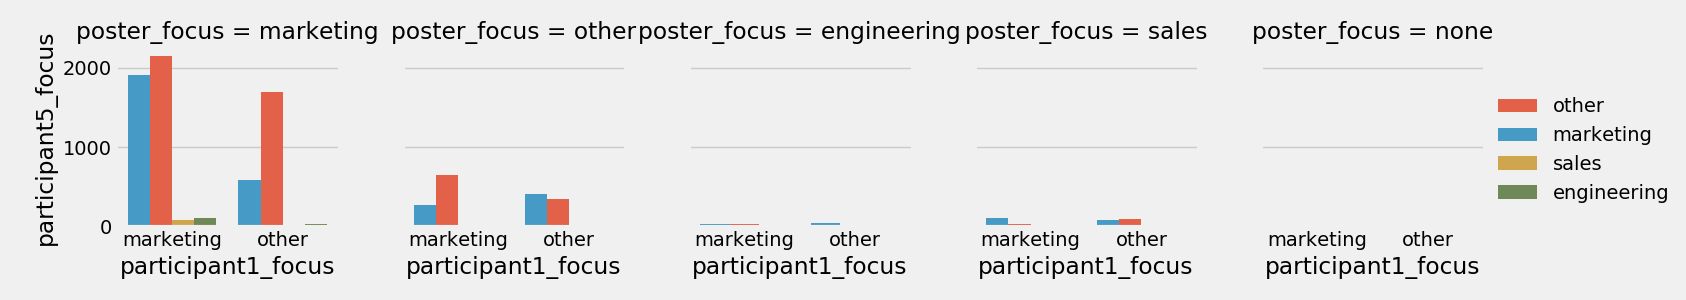 poster_focus = marketing
poster_focus = other
poster_focus = engineering
poster_focus = sales
poster_focus = none
participant5_focus
2000
1000
0
marketing other
marketing other
marketing other
marketing other
marketing other
participant1_focus
participant1_focus
participant1_focus
participant1_focus
participant1_focus
other
marketing
sales
engineering